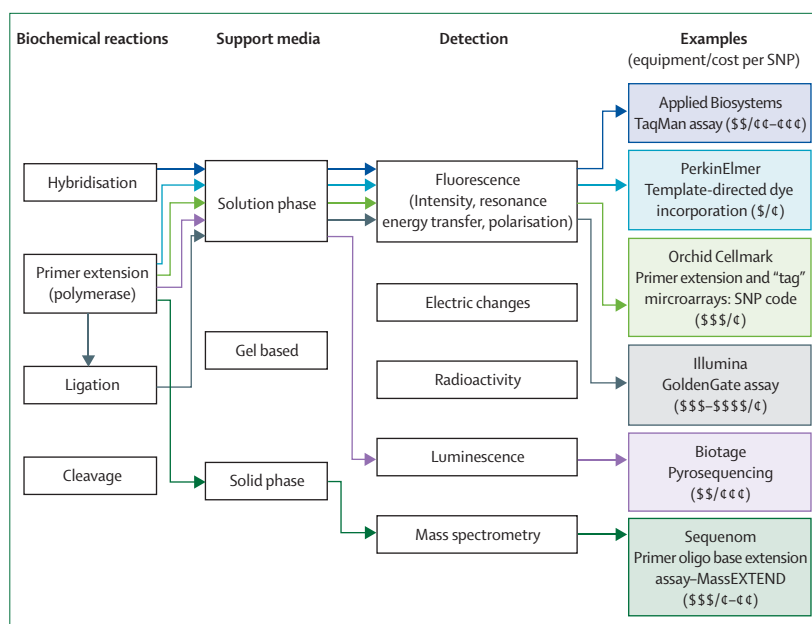 Biochemical reactions
Support media
Detection
Examples
(equipment/cost per SNP)
Hybridisation
Primer extension
(polymerase)
Ligation
Cleavage
Solution phase
Gel based
Solid phase
Fluorescence
(Intensity, resonance
energy transfer, polarisation)
Electric changes
Radioactivity
Luminescence
Mass spectrometry
Applied Biosystems
TaqMan assay ($$/¢¢–¢¢¢)
PerkinElmer
Template-directed dye
incorporation ($/¢)
Orchid Cellmark
Primer extension and “tag”
mircroarrays: SNP code
($$$/¢)
Illumina
GoldenGate assay
($$$–$$$$/¢)
Biotage
Pyrosequencing
($$/¢¢¢)
Sequenom
Primer oligo base extension
assay–MassEXTEND
($$$/¢–¢¢)